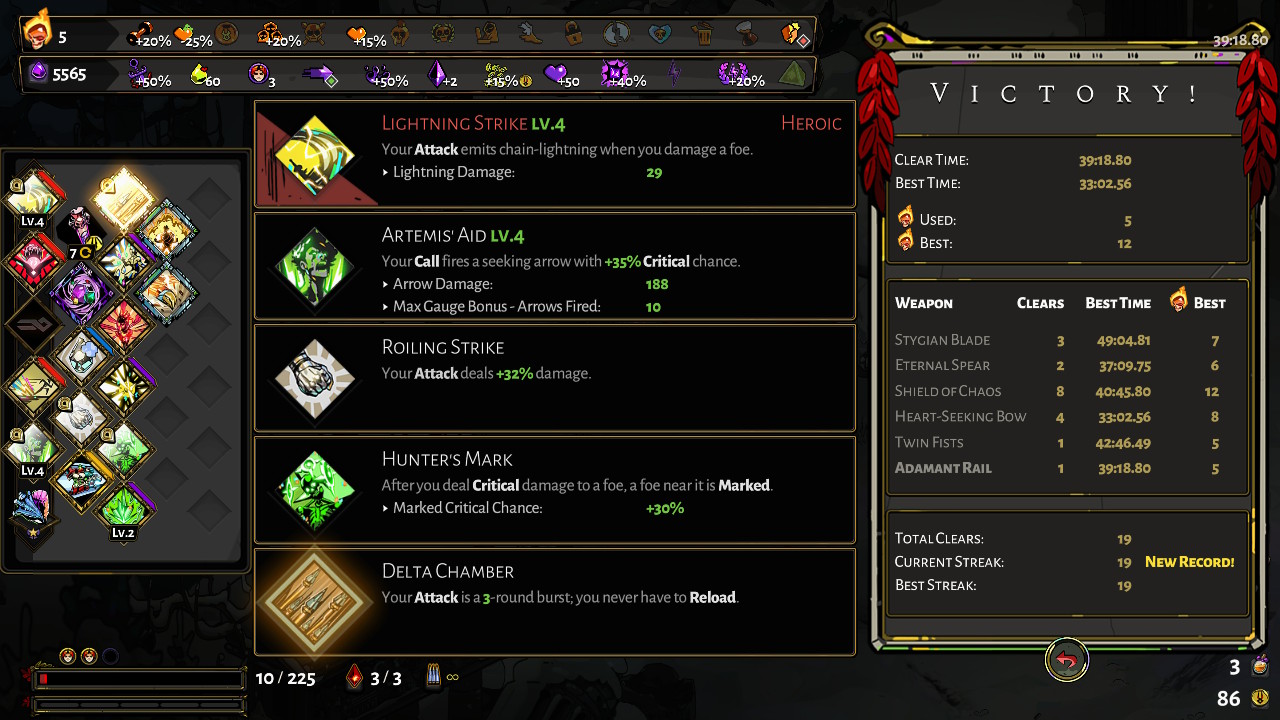 5
+20%
-25%
+20%
+15%
39:18.80
5565
+50%
60
3
+50%
+2
+15%
+50
+40%
+20%
VICTORY!
LIGHTNING STRIKE LV.4
HEROIC
Your Attack emits chain-lightning when you damage a foe.
Lightning Damage: 29
ARTEMIS' AID LV.4
Your Call fires a seeking arrow with +35% Critical chance.
Arrow Damage: 188
Max Gauge Bonus - Arrows Fired: 10
ROILING STRIKE
Your Attack deals +32% damage.
HUNTER'S MARK
After you deal Critical damage to a foe, a foe near it is Marked.
Marked Critical Chance: +30%
DELTA CHAMBER
Your Attack is a 3-round burst; you never have to Reload.
Lv.4
7
Lv.4
Lv.2
10 / 225
3 / 3
∞
CLEAR TIME: 39:18.80
BEST TIME: 33:02.56
USED: 5
BEST: 12
WEAPON CLEARS BEST TIME BEST
STYGIAN BLADE 3 49:04.81 7
ETERNAL SPEAR 2 37:09.75 6
SHIELD OF CHAOS 8 40:45.80 12
HEART-SEEKING BOW 4 33:02.56 8
TWIN FISTS 1 42:46.49 5
ADAMANT RAIL 1 39:18.80 5
TOTAL CLEARS: 19
CURRENT STREAK: 19 NEW RECORD!
BEST STREAK: 19
3
86